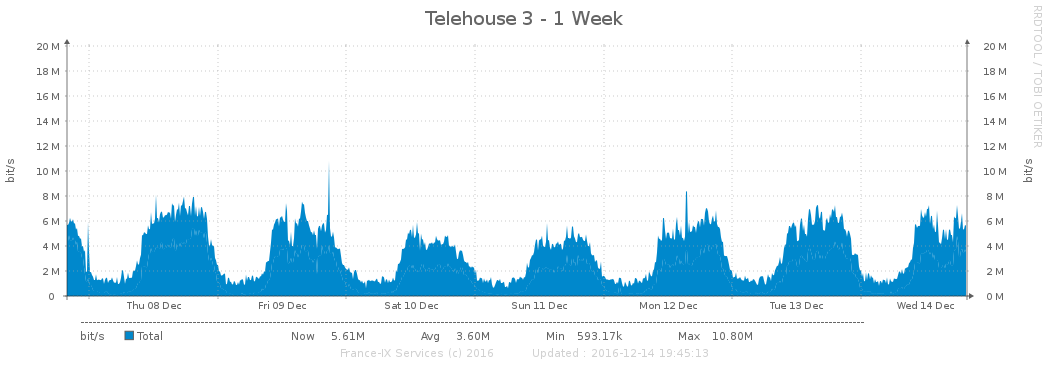 Telehouse 3 - 1 Week
RRDTOOL / TOBI OETIKER
bit/s
bit/s
20 M 20 M
18 M 18 M
16 M 16 M
14 M 14 M
12 M 12 M
10 M 10 M
8 M 8 M
6 M 6 M
4 M 4 M
2 M 2 M
0 0 M
Thu 08 Dec Fri 09 Dec Sat 10 Dec Sun 11 Dec Mon 12 Dec Tue 13 Dec Wed 14 Dec
bit/s Total Now 5.61M Avg 3.60M Min 593.17k Max 10.80M
France-IX Services (c) 2016 Updated : 2016-12-14 19:45:13